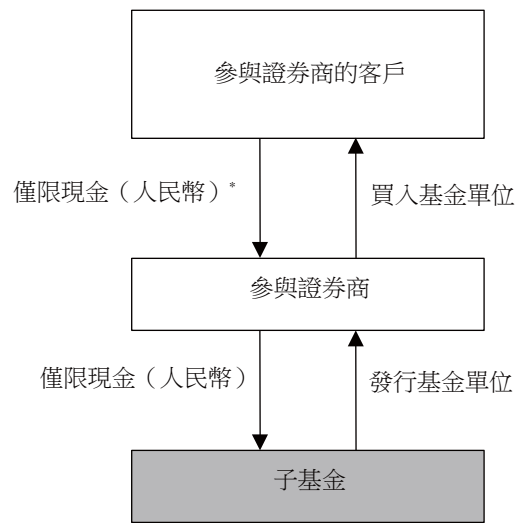 參與證券商的客戶
僅限現金（人民幣）*
買入基金單位
參與證券商
僅限現金（人民幣）
發行基金單位
子基金